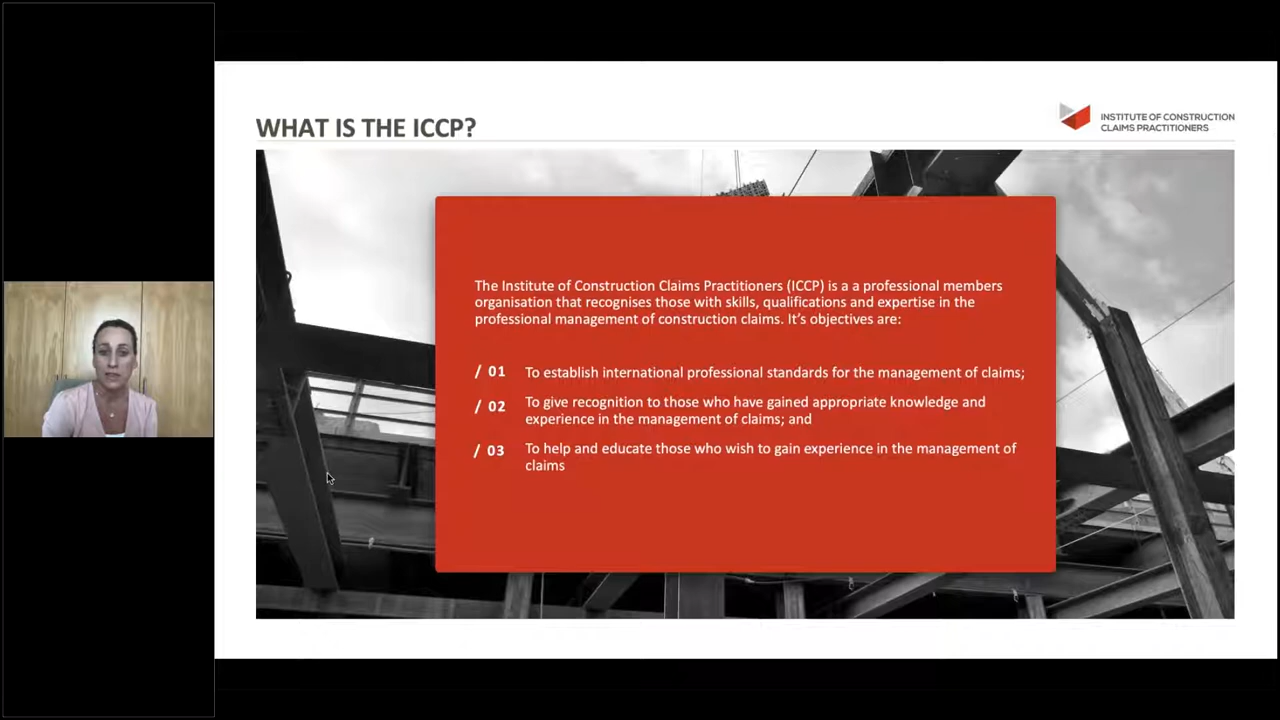 WHAT IS THE ICCP?
INSTITUTE OF CONSTRUCTION
CLAIMS PRACTITIONERS
The Institute of Construction Claims Practitioners (ICCP) is a a professional members
organisation that recognises those with skills, qualifications and expertise in the
professional management of construction claims. It's objectives are:
/ 01 To establish international professional standards for the management of claims;
/ 02 To give recognition to those who have gained appropriate knowledge and
experience in the management of claims; and
/ 03 To help and educate those who wish to gain experience in the management of
claims